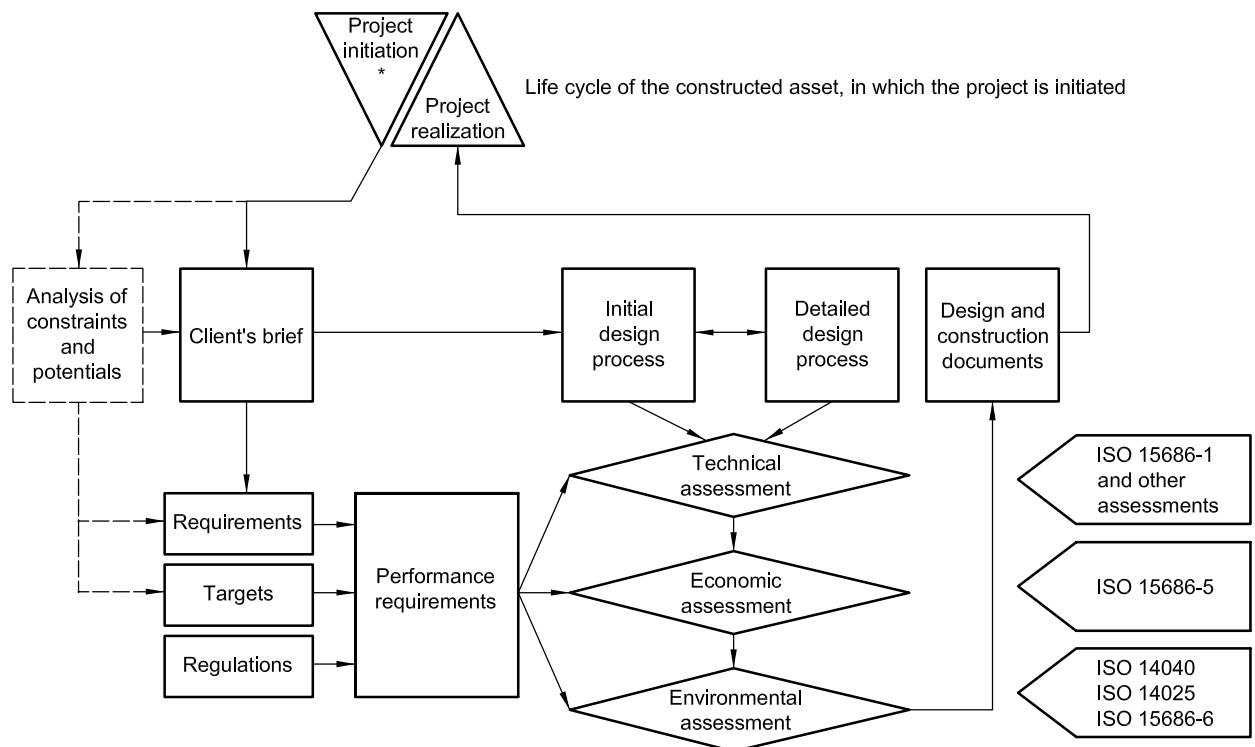 Project
initiation
*
Project
realization
Life cycle of the constructed asset, in which the project is initiated
Analysis of
constraints
and
potentials
Client's brief
Initial
design
process
Detailed
design
process
Design and
construction
documents
Technical
assessment
ISO 15686-1
and other
assessments
Requirements
Performance
requirements
Targets
Economic
assessment
ISO 15686-5
Regulations
Environmental
assessment
ISO 14040
ISO 14025
ISO 15686-6